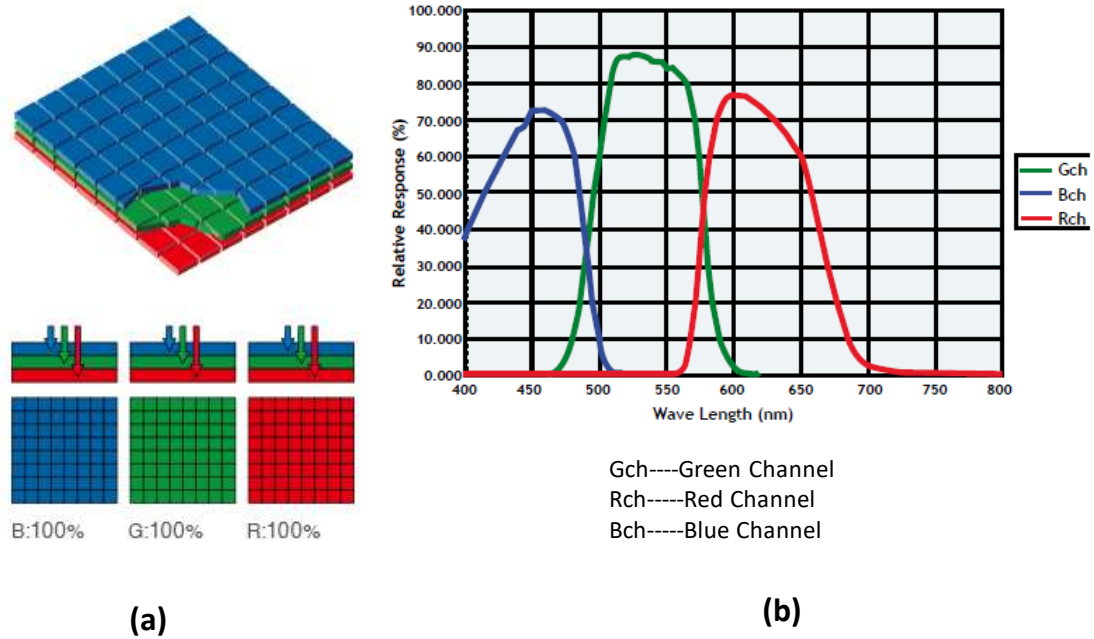 B:100%
G:100%
R:100%
(a)
100.000
90.000
80.000
70.000
60.000
50.000
40.000
30.000
20.000
10.000
0.000
Relative Response (%)
400 450 500 550 600 650 700 750 800
Wave Length (nm)
Gch
Bch
Rch
Gch----Green Channel
Rch-----Red Channel
Bch-----Blue Channel
(b)